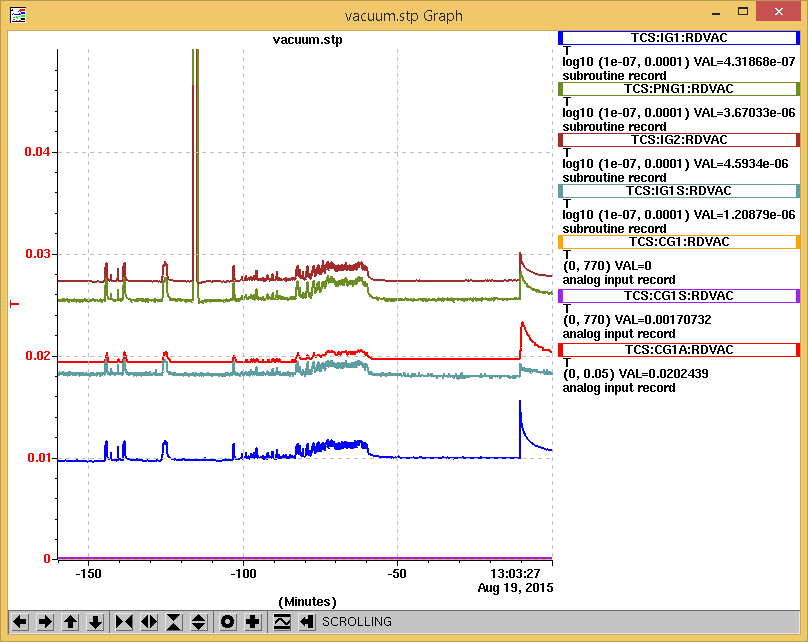 vacuum.stp Graph
vacuum.stp
0.04
0.03
T
0.02
0.01
0
-150
-100
-50
13:03:27
Aug 19, 2015
(Minutes)
TCS:IG1:RDVAC
T
log10 (1e-07, 0.0001) VAL=4.31868e-07
subroutine record
TCS:PNG1:RDVAC
T
log10 (1e-07, 0.0001) VAL=3.67033e-06
subroutine record
TCS:IG2:RDVAC
T
log10 (1e-07, 0.0001) VAL=4.5934e-06
subroutine record
TCS:IG1S:RDVAC
T
log10 (1e-07, 0.0001) VAL=1.20879e-06
subroutine record
TCS:CG1:RDVAC
T
(0, 770) VAL=0
analog input record
TCS:CG1S:RDVAC
T
(0, 770) VAL=0.00170732
analog input record
TCS:CG1A:RDVAC
T
(0, 0.05) VAL=0.0202439
analog input record
SCROLLING